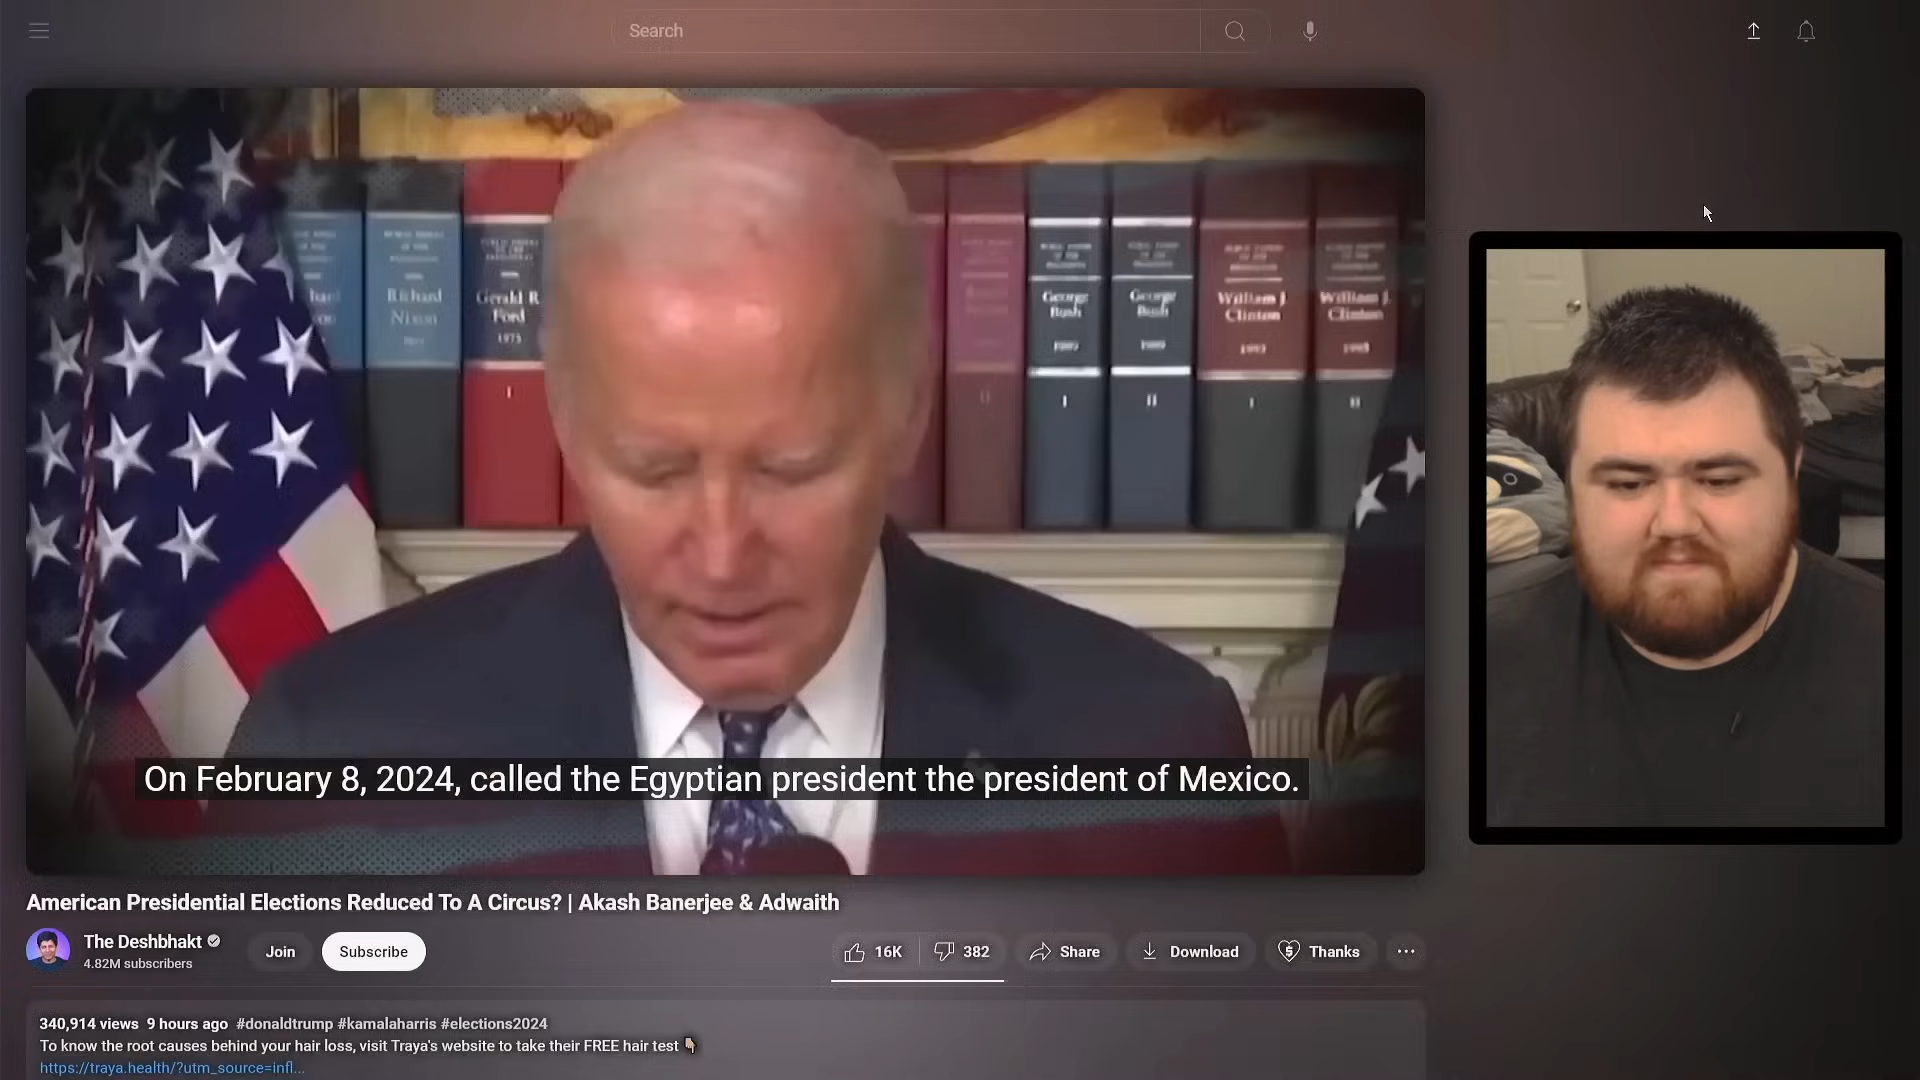 Search
Richard
Nixon
Gerald R
Ford
1973
I
George
Bush
I
George
Bush
II
William J.
Clinton
1993
I
William J.
Clinton
II
On February 8, 2024, called the Egyptian president the president of Mexico.
American Presidential Elections Reduced To A Circus? | Akash Banerjee & Adwaith
The Deshbhakt
4.82M subscribers
Join
Subscribe
16K
382
Share
Download
Thanks
340,914 views 9 hours ago #donaldtrump #kamalaharris #elections2024
To know the root causes behind your hair loss, visit Traya's website to take their FREE hair test 👇🏽
https://traya.health/?utm_source=infl...